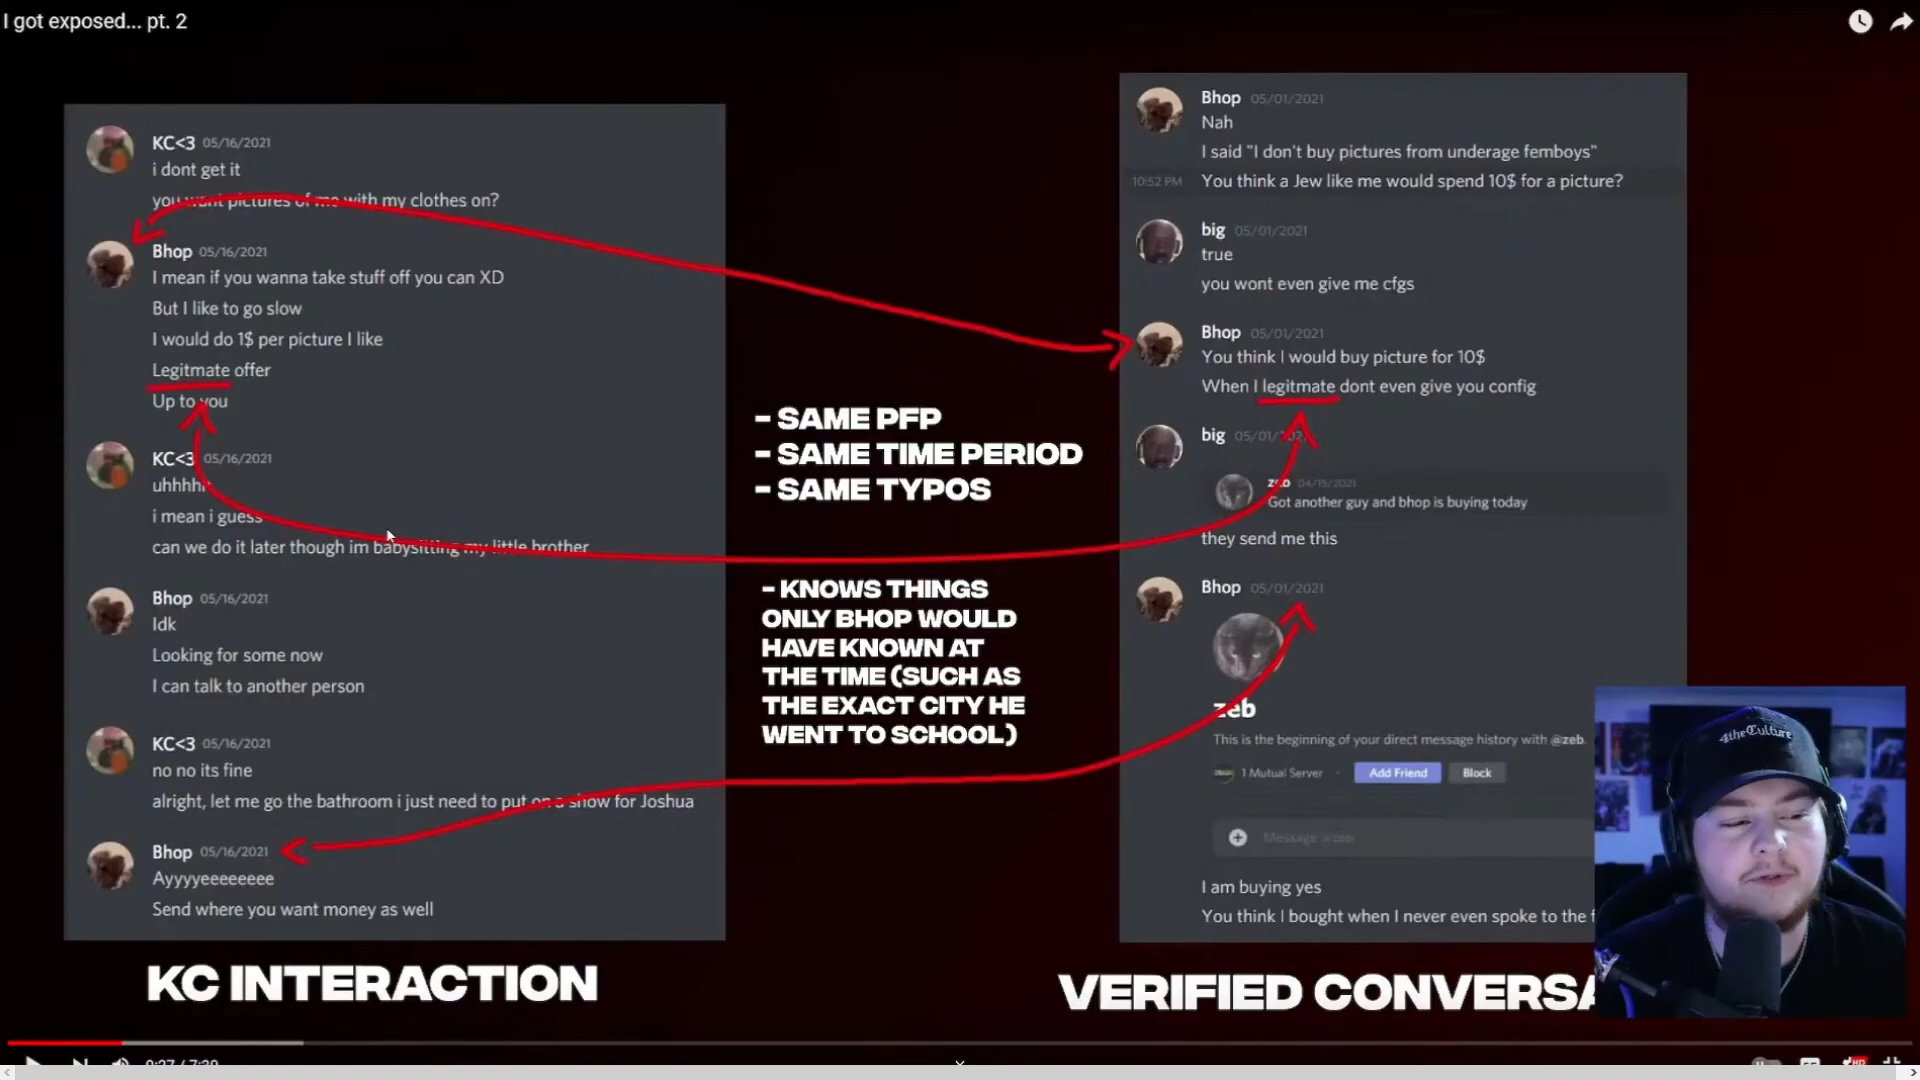 I got exposed... pt. 2
KC<3 05/16/2021
i dont get it
you want pictures of me with my clothes on?
Bhop 05/16/2021
I mean if you wanna take stuff off you can XD
But I like to go slow
I would do 1$ per picture I like
Legitmate offer
Up to you
KC<3 05/16/2021
uhhhhh
i mean i guess
can we do it later though im babysitting my little brother
Bhop 05/16/2021
Idk
Looking for some now
I can talk to another person
KC<3 05/16/2021
no no its fine
alright, let me go the bathroom i just need to put on a show for Joshua
Bhop 05/16/2021
Ayyyyeeeeeeee
Send where you want money as well
KC INTERACTION
- SAME PFP
- SAME TIME PERIOD
- SAME TYPOS
- KNOWS THINGS
ONLY BHOP WOULD
HAVE KNOWN AT
THE TIME (SUCH AS
THE EXACT CITY HE
WENT TO SCHOOL)
Bhop 05/01/2021
Nah
I said "I don't buy pictures from underage femboys"
10:52 PM You think a Jew like me would spend 10$ for a picture?
big 05/01/2021
true
you wont even give me cfgs
Bhop 05/01/2021
You think I would buy picture for 10$
When I legitmate dont even give you config
big 05/01/2021
zeb 04/15/2021
Got another guy and bhop is buying today
they send me this
Bhop 05/01/2021
zeb
This is the beginning of your direct message history with @zeb.
1 Mutual Server
Add Friend
Block
Message @zeb
I am buying yes
You think I bought when I never even spoke to the f
VERIFIED CONVERSA
4theCulture
0:27 / 7:39
HD